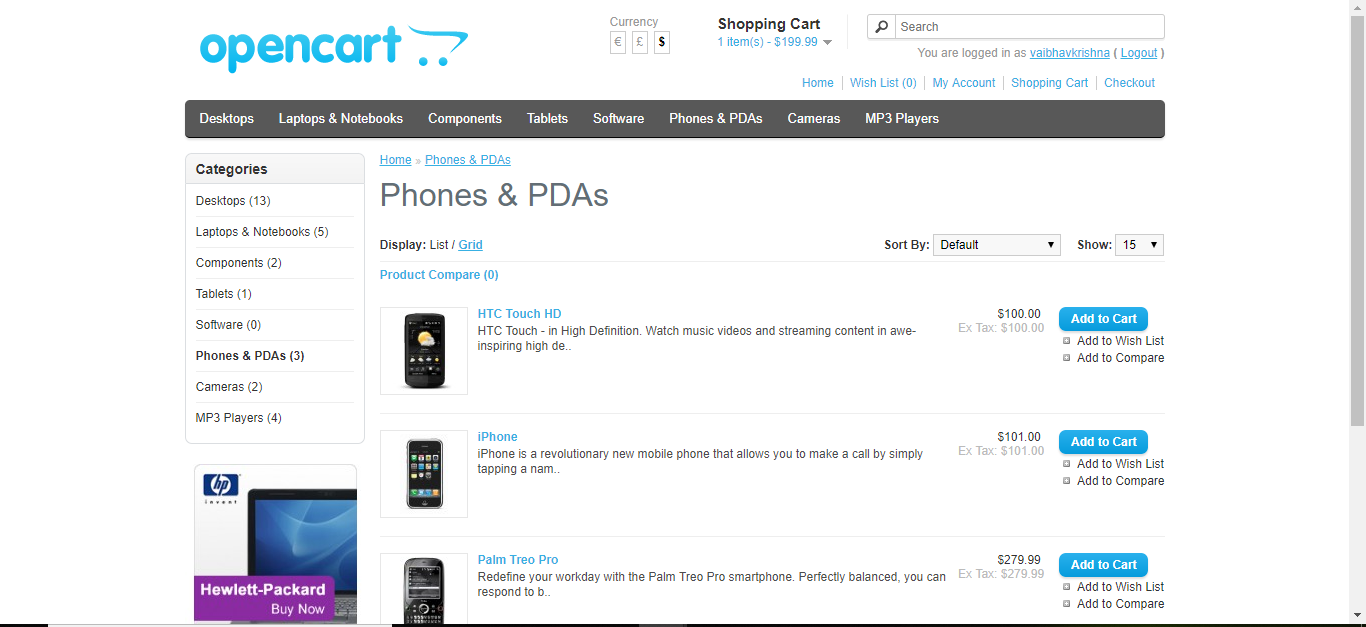 opencart
Currency
€ £ $
Shopping Cart
1 item(s) - $199.99
Search
You are logged in as vaibhavkrishna ( Logout )
Home
Wish List (0)
My Account
Shopping Cart
Checkout
Desktops
Laptops & Notebooks
Components
Tablets
Software
Phones & PDAs
Cameras
MP3 Players
Categories
Desktops (13)
Laptops & Notebooks (5)
Components (2)
Tablets (1)
Software (0)
Phones & PDAs (3)
Cameras (2)
MP3 Players (4)
hp
invent
Hewlett-Packard
Buy Now
Home » Phones & PDAs
Phones & PDAs
Display: List / Grid
Sort By: Default
Show: 15
Product Compare (0)
HTC Touch HD
HTC Touch - in High Definition. Watch music videos and streaming content in awe-
inspiring high de..
$100.00
Ex Tax: $100.00
Add to Cart
Add to Wish List
Add to Compare
iPhone
iPhone is a revolutionary new mobile phone that allows you to make a call by simply
tapping a nam..
$101.00
Ex Tax: $101.00
Add to Cart
Add to Wish List
Add to Compare
Palm Treo Pro
Redefine your workday with the Palm Treo Pro smartphone. Perfectly balanced, you can
respond to b..
$279.99
Ex Tax: $279.99
Add to Cart
Add to Wish List
Add to Compare